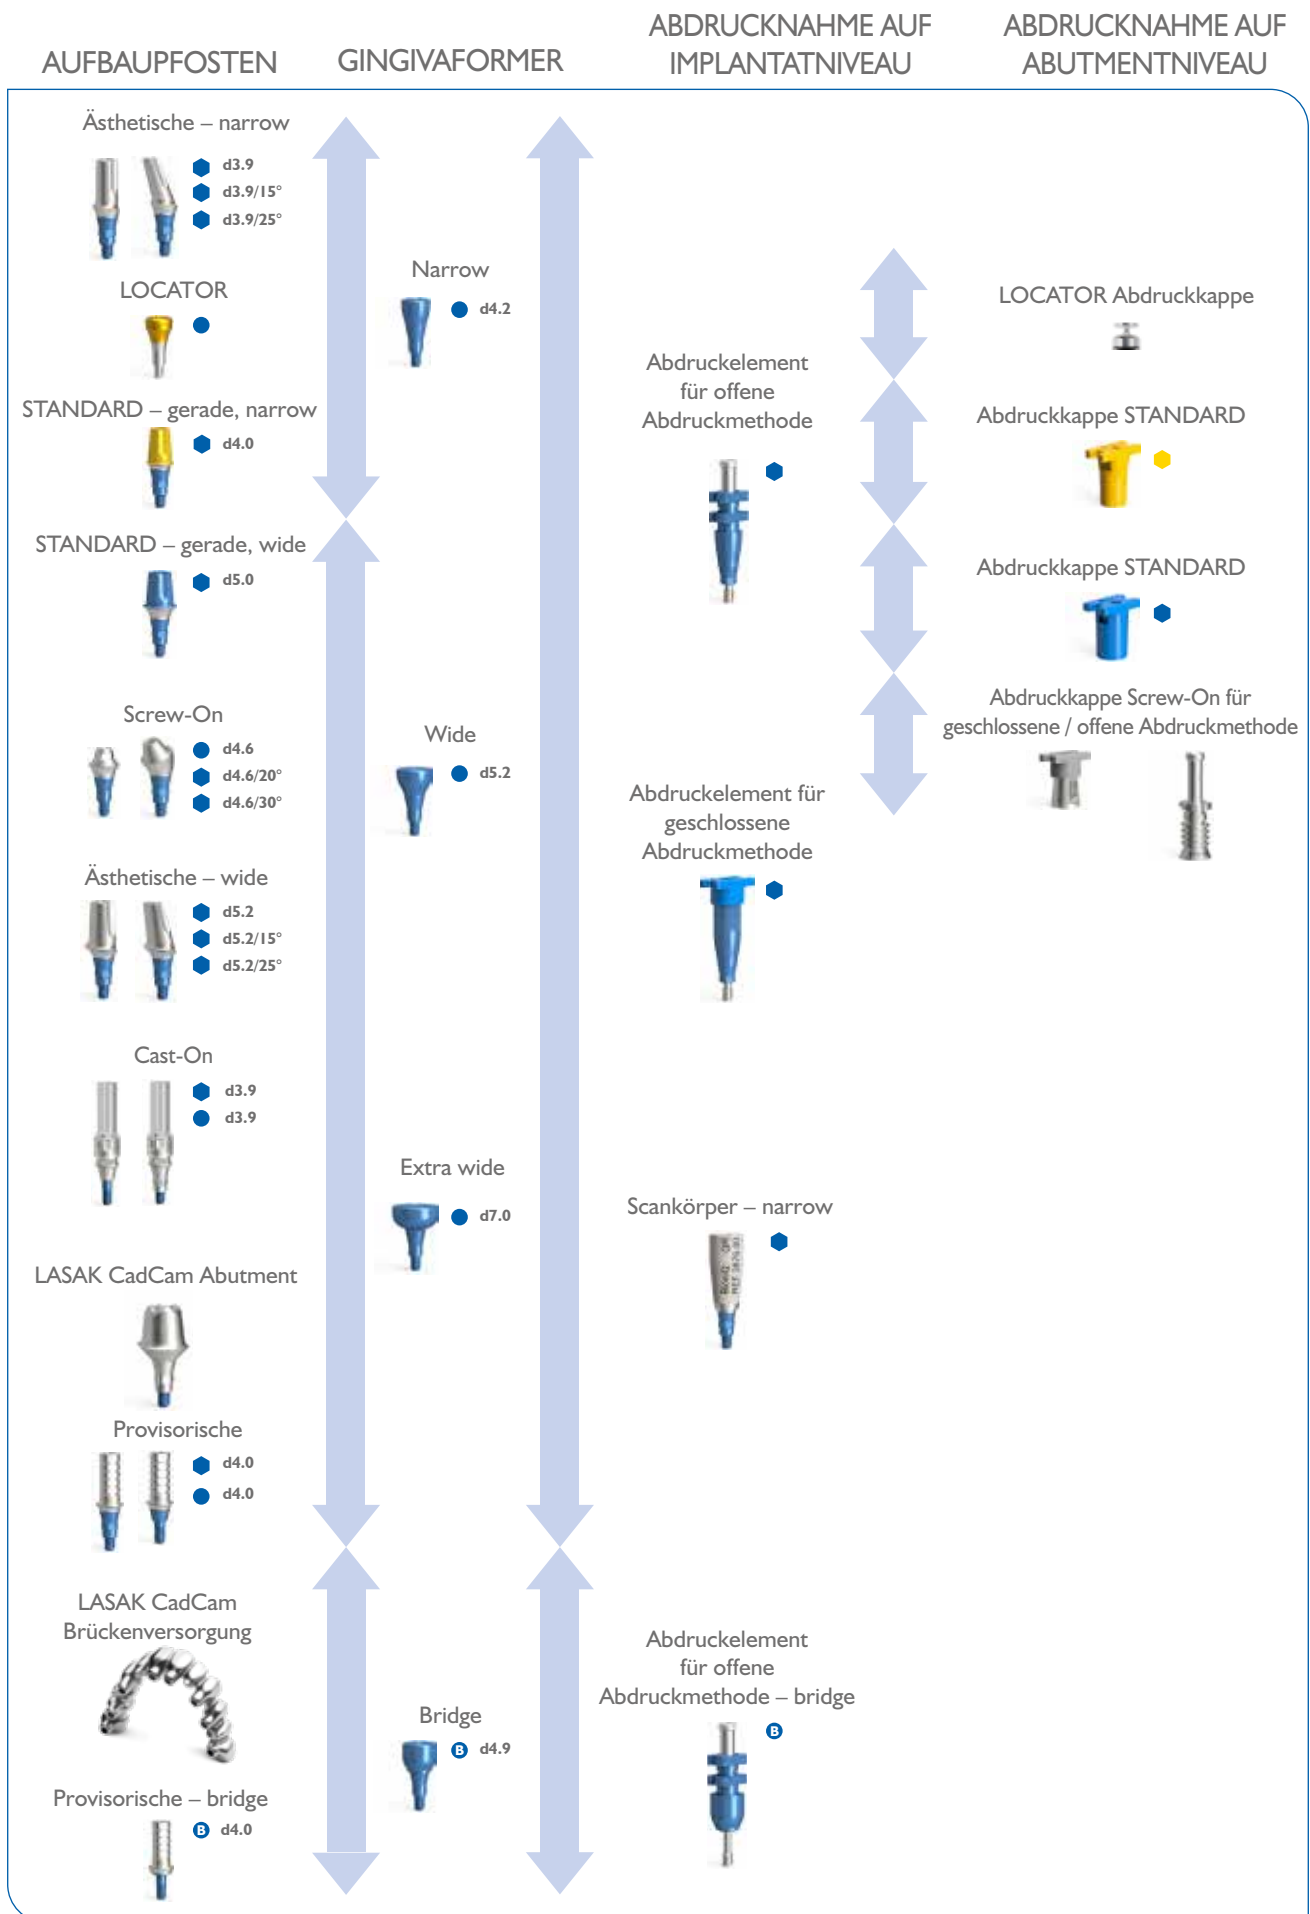 AUFBAUPFOSTEN
GINGIVAFORMER
ABDRUCKNAHME AUF
IMPLANTATNIVEAU
ABDRUCKNAHME AUF
ABUTMENTNIVEAU
Ästhetische – narrow
d3.9
d3.9/15°
d3.9/25°
LOCATOR
STANDARD – gerade, narrow
d4.0
STANDARD – gerade, wide
d5.0
Screw-On
d4.6
d4.6/20°
d4.6/30°
Ästhetische – wide
d5.2
d5.2/15°
d5.2/25°
Cast-On
d3.9
d3.9
LASAK CadCam Abutment
Provisorische
d4.0
d4.0
LASAK CadCam
Brückenversorgung
Provisorische – bridge
B d4.0
Narrow
d4.2
Wide
d5.2
Extra wide
d7.0
Bridge
B d4.9
Abdruckelement
für offene
Abdruckmethode
Abdruckelement für
geschlossene
Abdruckmethode
Scankörper – narrow
Abdruckelement
für offene
Abdruckmethode – bridge
B
LOCATOR Abdruckkappe
Abdruckkappe STANDARD
Abdruckkappe STANDARD
Abdruckkappe Screw-On für
geschlossene / offene Abdruckmethode